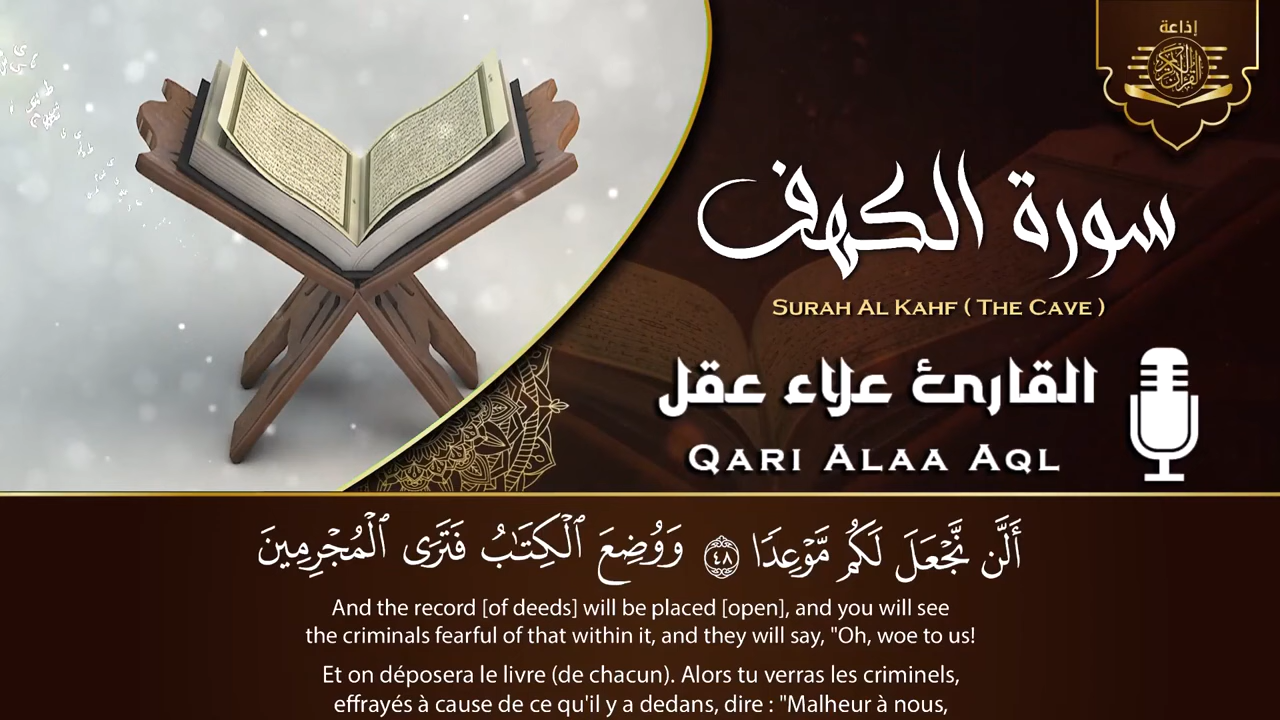 إذاعة
القرآن الكريم
سورة الكهف
SURAH AL KAHF ( THE CAVE )
القارئ علاء عقل
QARI ALAA AQL
أَلَّن نَّجْعَلَ لَكُم مَّوْعِدًا ٤٨ وَوُضِعَ ٱلْكِتَـٰبُ فَتَرَى ٱلْمُجْرِمِينَ
And the record [of deeds] will be placed [open], and you will see
the criminals fearful of that within it, and they will say, "Oh, woe to us!
Et on déposera le livre (de chacun). Alors tu verras les criminels,
effrayés à cause de ce qu'il y a dedans, dire : "Malheur à nous,